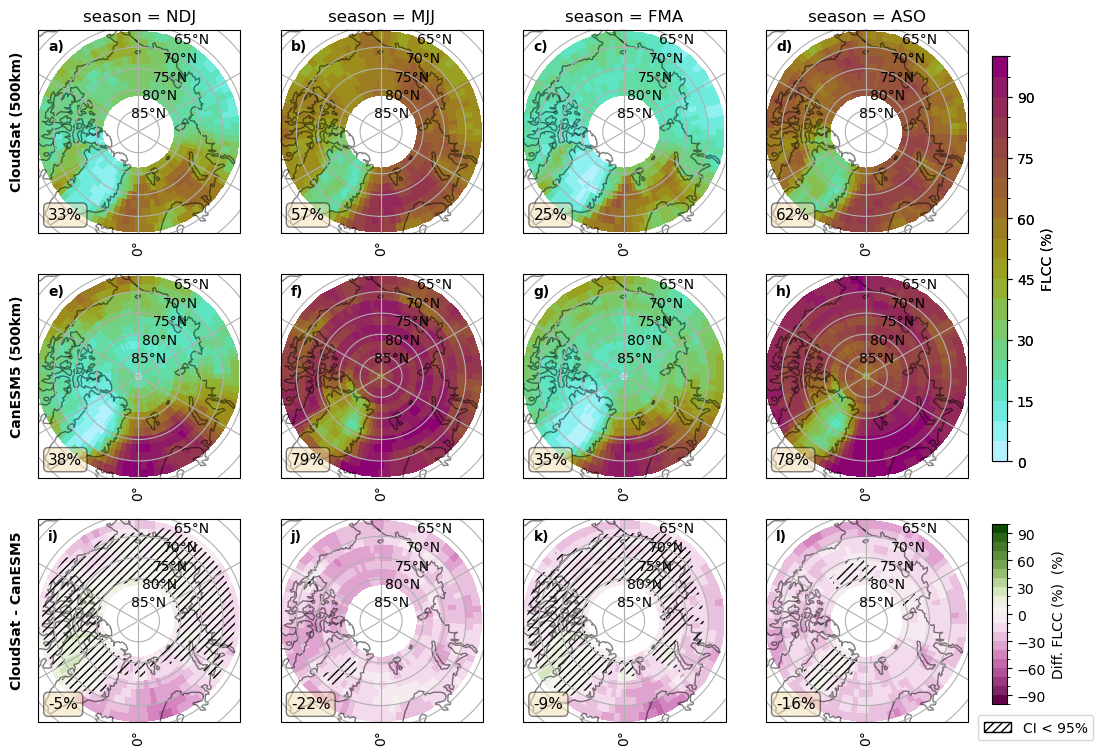 season = NDJ
season = MJJ
season = FMA
season = ASO
CloudSat (500km)
a)
65°N
70°N
75°N
80°N
85°N
33%
0°
b)
65°N
70°N
75°N
80°N
85°N
57%
0°
c)
65°N
70°N
75°N
80°N
85°N
25%
0°
d)
65°N
70°N
75°N
80°N
85°N
62%
0°
CanESM5 (500km)
e)
65°N
70°N
75°N
80°N
85°N
38%
0°
f)
65°N
70°N
75°N
80°N
85°N
79%
0°
g)
65°N
70°N
75°N
80°N
85°N
35%
0°
h)
65°N
70°N
75°N
80°N
85°N
78%
0°
90
75
60
45
30
15
0
FLCC (%)
CloudSat - CanESM5
i)
65°N
70°N
75°N
80°N
85°N
-5%
0°
j)
65°N
70°N
75°N
80°N
85°N
-22%
0°
k)
65°N
70°N
75°N
80°N
85°N
-9%
0°
l)
65°N
70°N
75°N
80°N
85°N
-16%
0°
90
60
30
0
−30
−60
−90
Diff. FLCC (%) (%)
CI < 95%